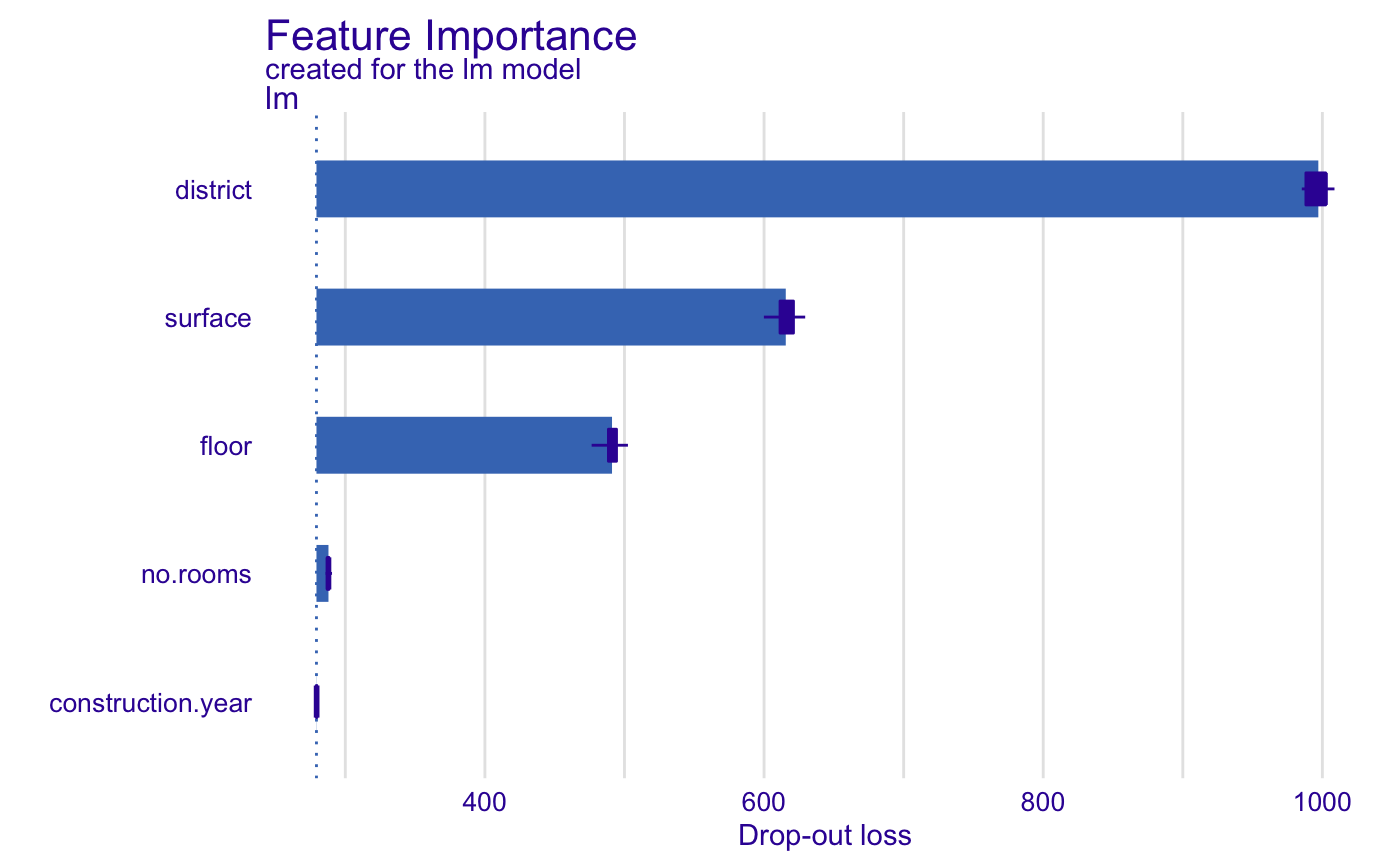 Feature Importance
created for the lm model
lm
district
surface
floor
no.rooms
construction.year
400 600 800 1000
Drop-out loss